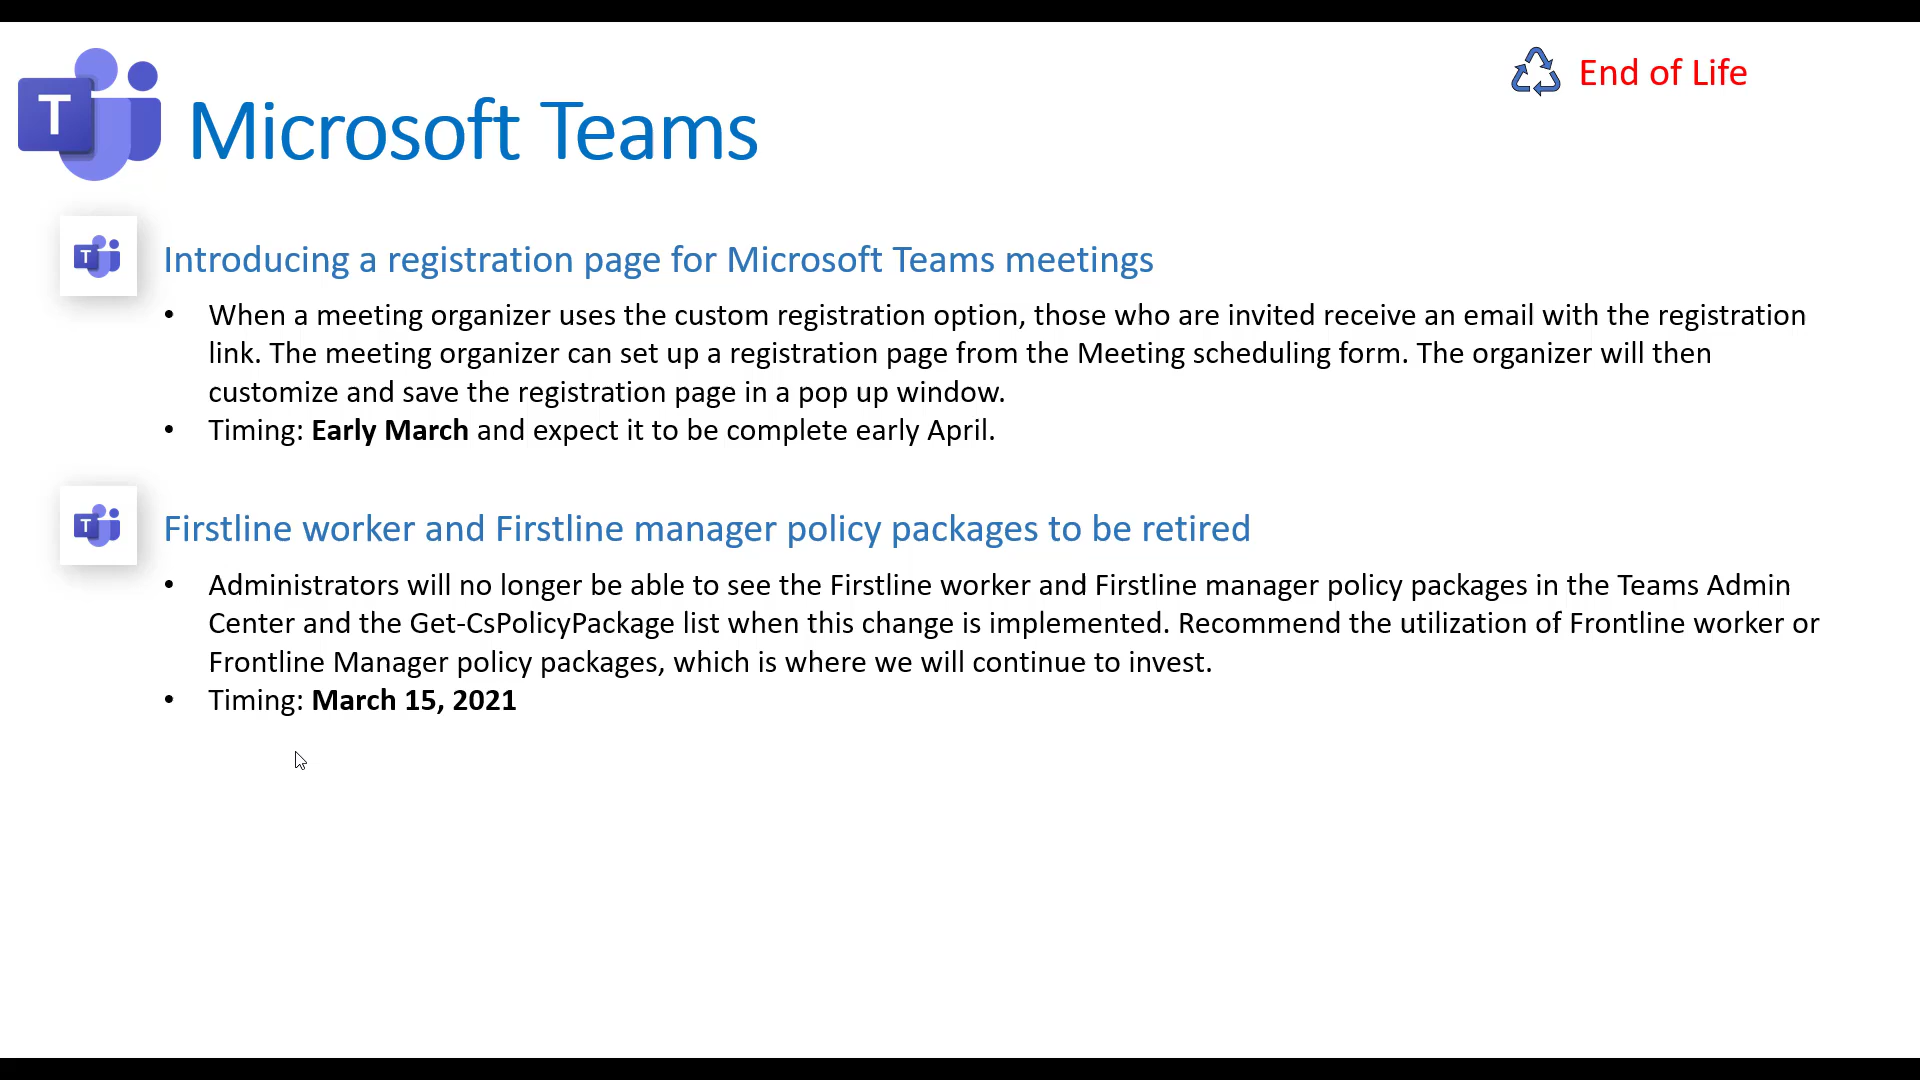 End of Life
T
Microsoft Teams
T
Introducing a registration page for Microsoft Teams meetings
• When a meeting organizer uses the custom registration option, those who are invited receive an email with the registration
link. The meeting organizer can set up a registration page from the Meeting scheduling form. The organizer will then
customize and save the registration page in a pop up window.
• Timing: Early March and expect it to be complete early April.
T
Firstline worker and Firstline manager policy packages to be retired
• Administrators will no longer be able to see the Firstline worker and Firstline manager policy packages in the Teams Admin
Center and the Get-CsPolicyPackage list when this change is implemented. Recommend the utilization of Frontline worker or
Frontline Manager policy packages, which is where we will continue to invest.
• Timing: March 15, 2021